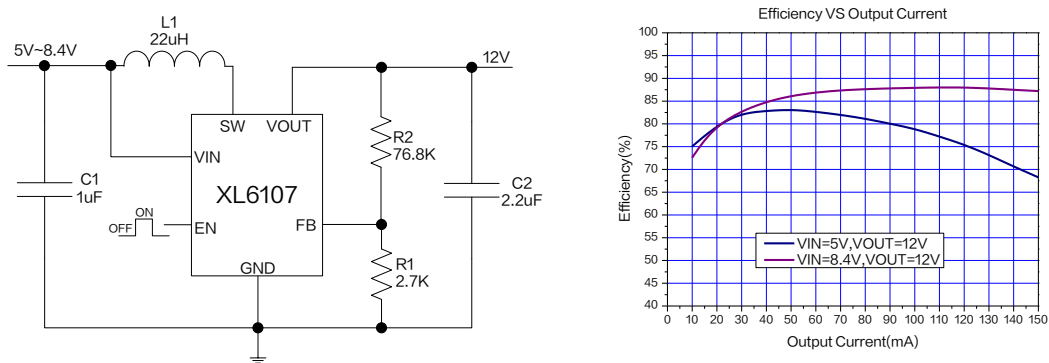 L1
22uH
5V~8.4V
12V
SW
VOUT
VIN
R2
76.8K
C1
1uF
XL6107
C2
2.2uF
ON
OFF
EN
FB
R1
2.7K
GND
Efficiency VS Output Current
Efficiency(%)
100
95
90
85
80
75
70
65
60
55
50
45
40
VIN=5V,VOUT=12V
VIN=8.4V,VOUT=12V
0 10 20 30 40 50 60 70 80 90 100 110 120 130 140 150
Output Current(mA)